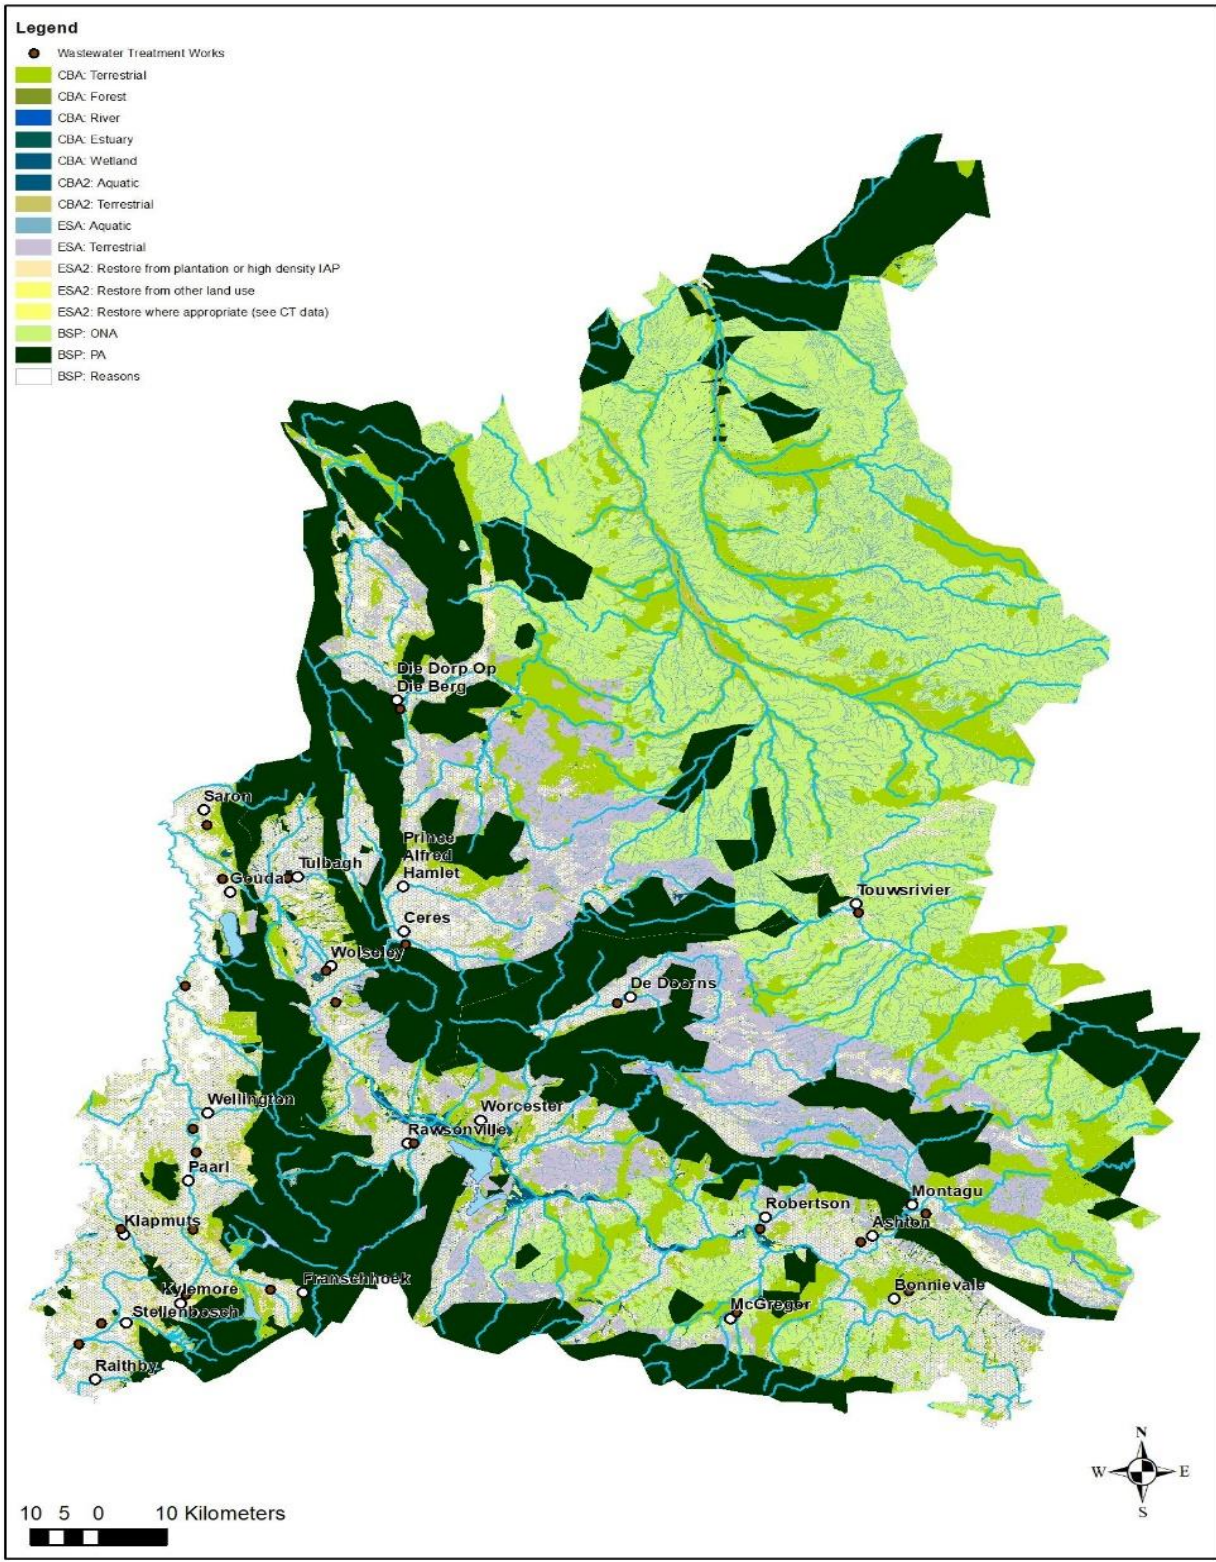 Legend
Wastewater Treatment Works
CBA: Terrestrial
CBA: Forest
CBA: River
CBA: Estuary
CBA: Wetland
CBA2: Aquatic
CBA2: Terrestrial
ESA: Aquatic
ESA: Terrestrial
ESA2: Restore from plantation or high density IAP
ESA2: Restore from other land use
ESA2: Restore where appropriate (see CT data)
BSP: ONA
BSP: PA
BSP: Reasons
Die Dorp Op
Die Berg
Saron
Prince
Alfred
Hamlet
Tulbagh
Gouda
Touwsrivier
Ceres
Wolseley
De Doorns
Wellington
Worcester
Rawsonville
Paarl
Montagu
Robertson
Klapmuts
Ashton
Franschhoek
Kylemore
Bonnievale
McGregor
Stellenbosch
Raithby
N
W E
S
10 5 0 10 Kilometers